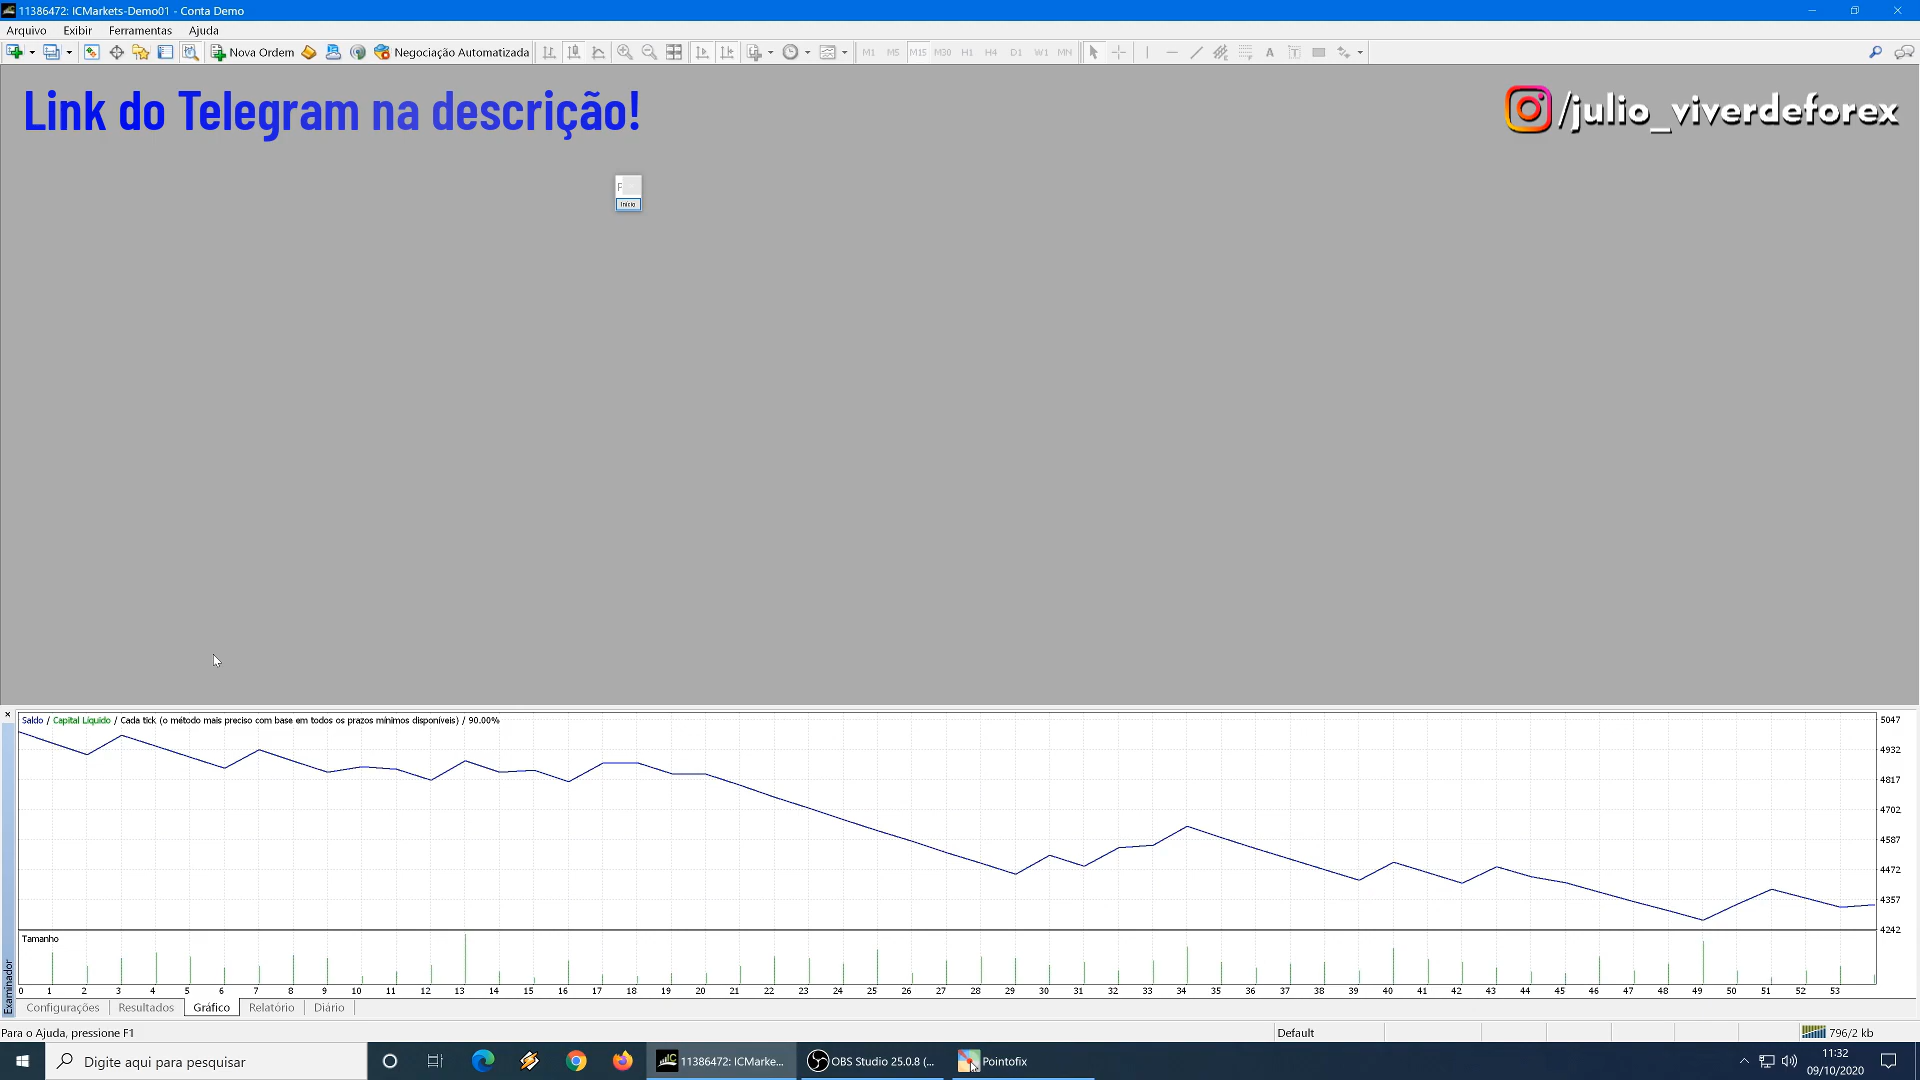 11386472: ICMarkets-Demo01 - Conta Demo
Arquivo Exibir Ferramentas Ajuda
Nova Ordem Negociação Automatizada M1 M5 M15 M30 H1 H4 D1 W1 MN
Link do Telegram na descrição!
/julio_viverdeforex
Início
Saldo / Capital Líquido / Cada tick (o método mais preciso com base em todos os prazos mínimos disponíveis) / 90.00%
5047
4932
4817
4702
4587
4472
4357
4242
Tamanho
0 1 2 3 4 5 6 7 8 9 10 11 12 13 14 15 16 17 18 19 20 21 22 23 24 25 26 27 28 29 30 31 32 33 34 35 36 37 38 39 40 41 42 43 44 45 46 47 48 49 50 51 52 53
Examinador
Configurações Resultados Gráfico Relatório Diário
Para o Ajuda, pressione F1
Default
796/2 kb
Digite aqui para pesquisar
11386472: ICMarke...
OBS Studio 25.0.8 (...
Pointofix
11:32
09/10/2020